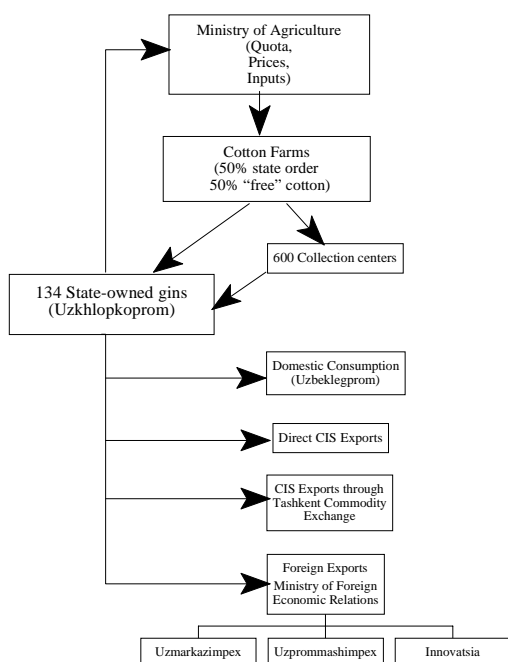 Ministry of Agriculture
(Quota,
Prices,
Inputs)
Cotton Farms
(50% state order
50% “free” cotton)
600 Collection centers
134 State-owned gins
(Uzkhlopkoprom)
Domestic Consumption
(Uzbeklegprom)
Direct CIS Exports
CIS Exports through
Tashkent Commodity
Exchange
Foreign Exports
Ministry of Foreign
Economic Relations
Uzmarkazimpex
Uzprommashimpex
Innovatsia